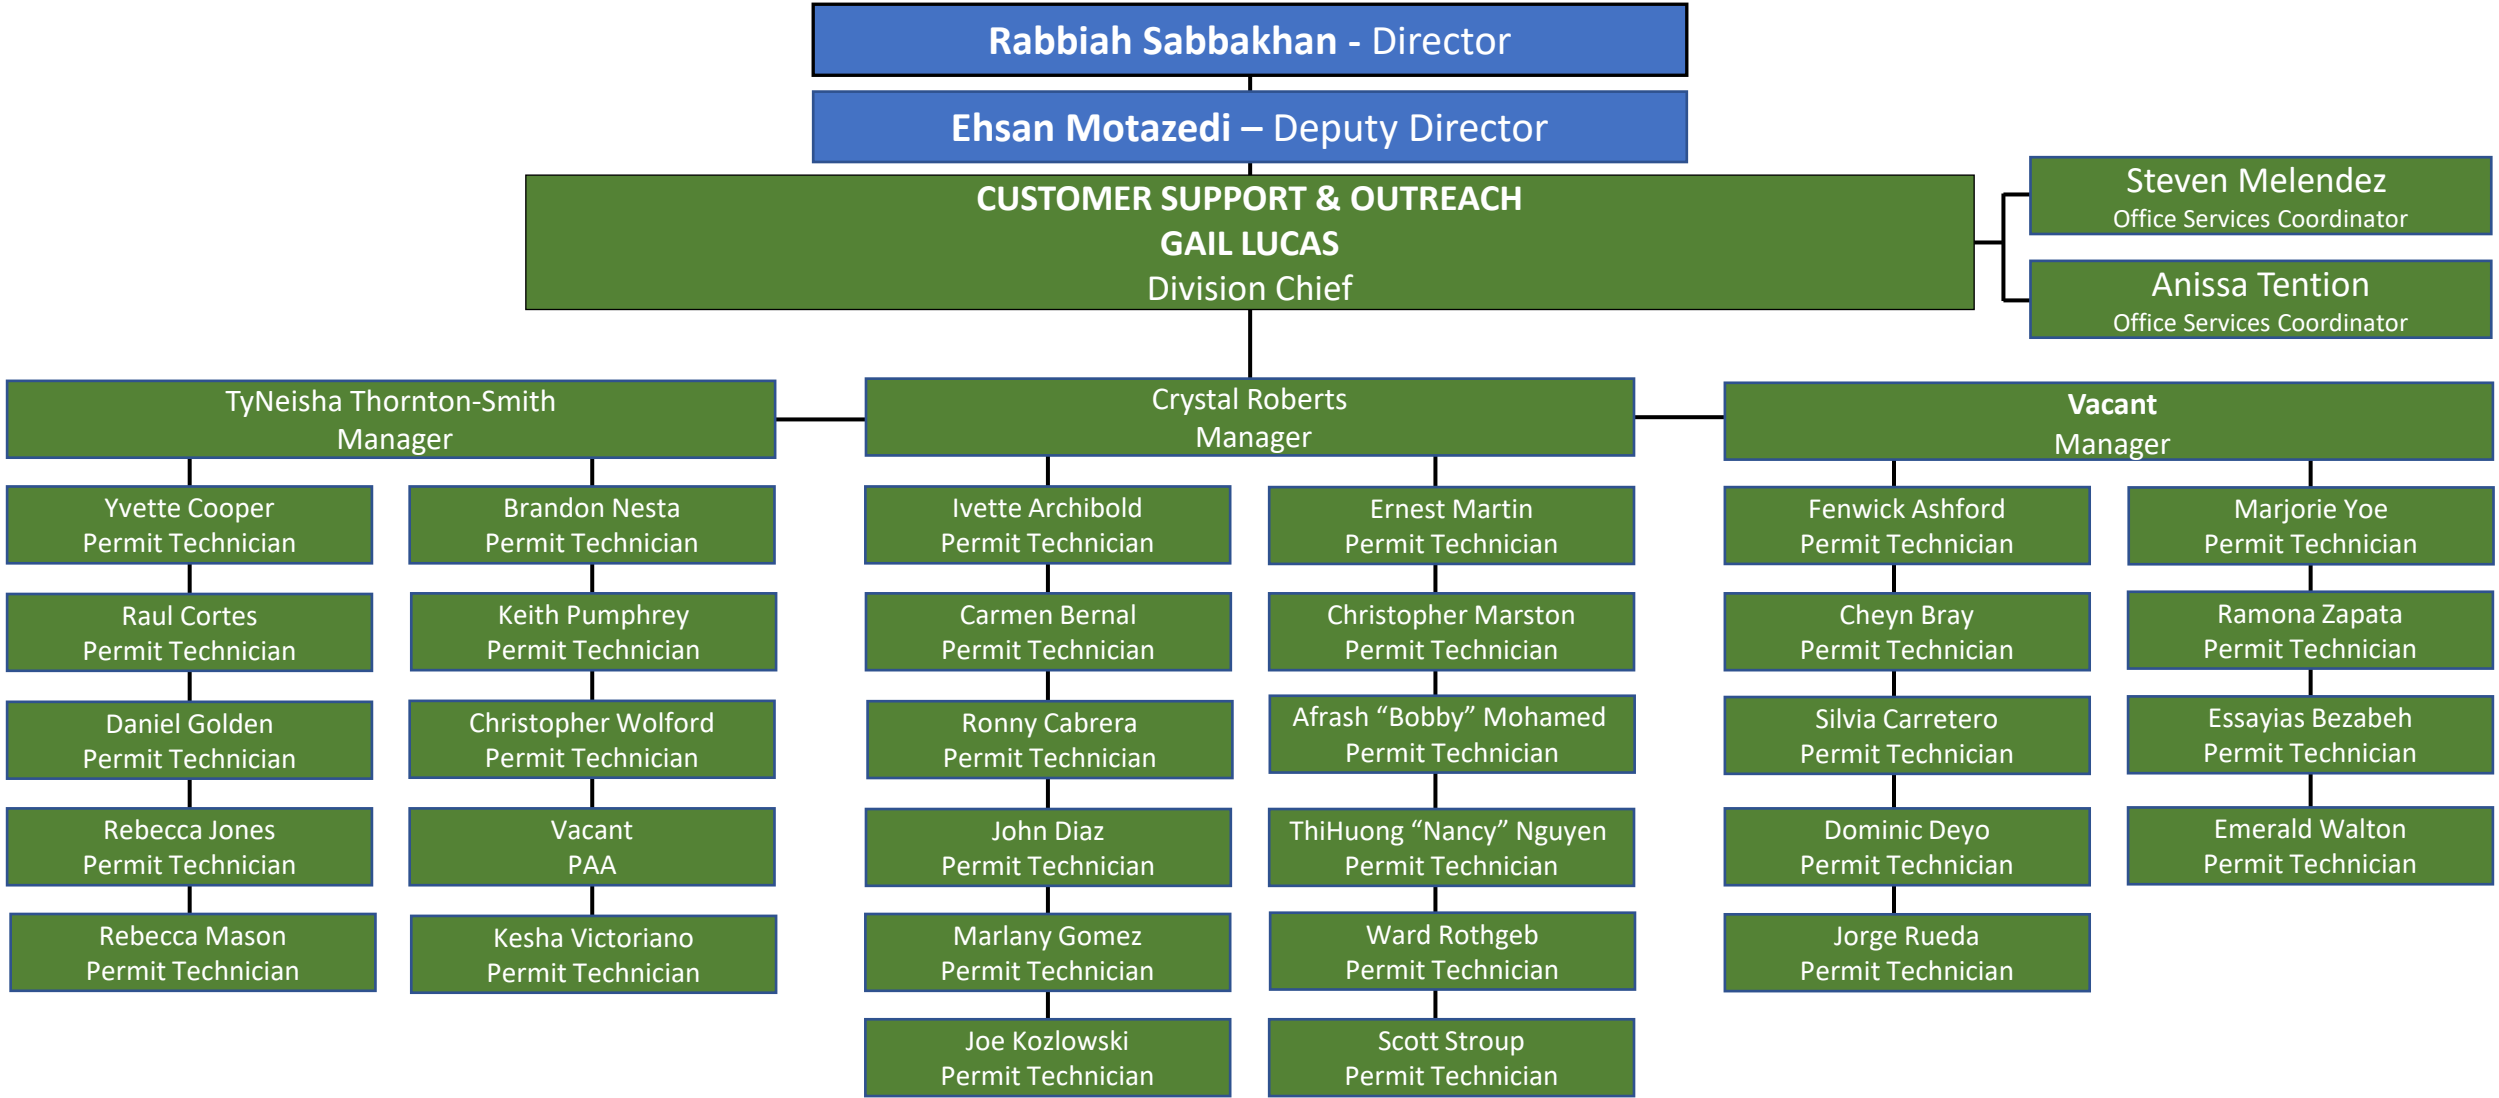 Rabbiah Sabbakhan - Director
Ehsan Motazedi – Deputy Director
CUSTOMER SUPPORT & OUTREACH
GAIL LUCAS
Division Chief
Steven Melendez
Office Services Coordinator
Anissa Tention
Office Services Coordinator
TyNeisha Thornton-Smith
Manager
Yvette Cooper
Permit Technician
Raul Cortes
Permit Technician
Daniel Golden
Permit Technician
Rebecca Jones
Permit Technician
Rebecca Mason
Permit Technician
Brandon Nesta
Permit Technician
Keith Pumphrey
Permit Technician
Christopher Wolford
Permit Technician
Vacant
PAA
Kesha Victoriano
Permit Technician
Crystal Roberts
Manager
Ivette Archibold
Permit Technician
Carmen Bernal
Permit Technician
Ronny Cabrera
Permit Technician
John Diaz
Permit Technician
Marlany Gomez
Permit Technician
Joe Kozlowski
Permit Technician
Ernest Martin
Permit Technician
Christopher Marston
Permit Technician
Afrash “Bobby” Mohamed
Permit Technician
ThiHuong “Nancy” Nguyen
Permit Technician
Ward Rothgeb
Permit Technician
Scott Stroup
Permit Technician
Vacant
Manager
Fenwick Ashford
Permit Technician
Cheyn Bray
Permit Technician
Silvia Carretero
Permit Technician
Dominic Deyo
Permit Technician
Jorge Rueda
Permit Technician
Marjorie Yoe
Permit Technician
Ramona Zapata
Permit Technician
Essayias Bezabeh
Permit Technician
Emerald Walton
Permit Technician